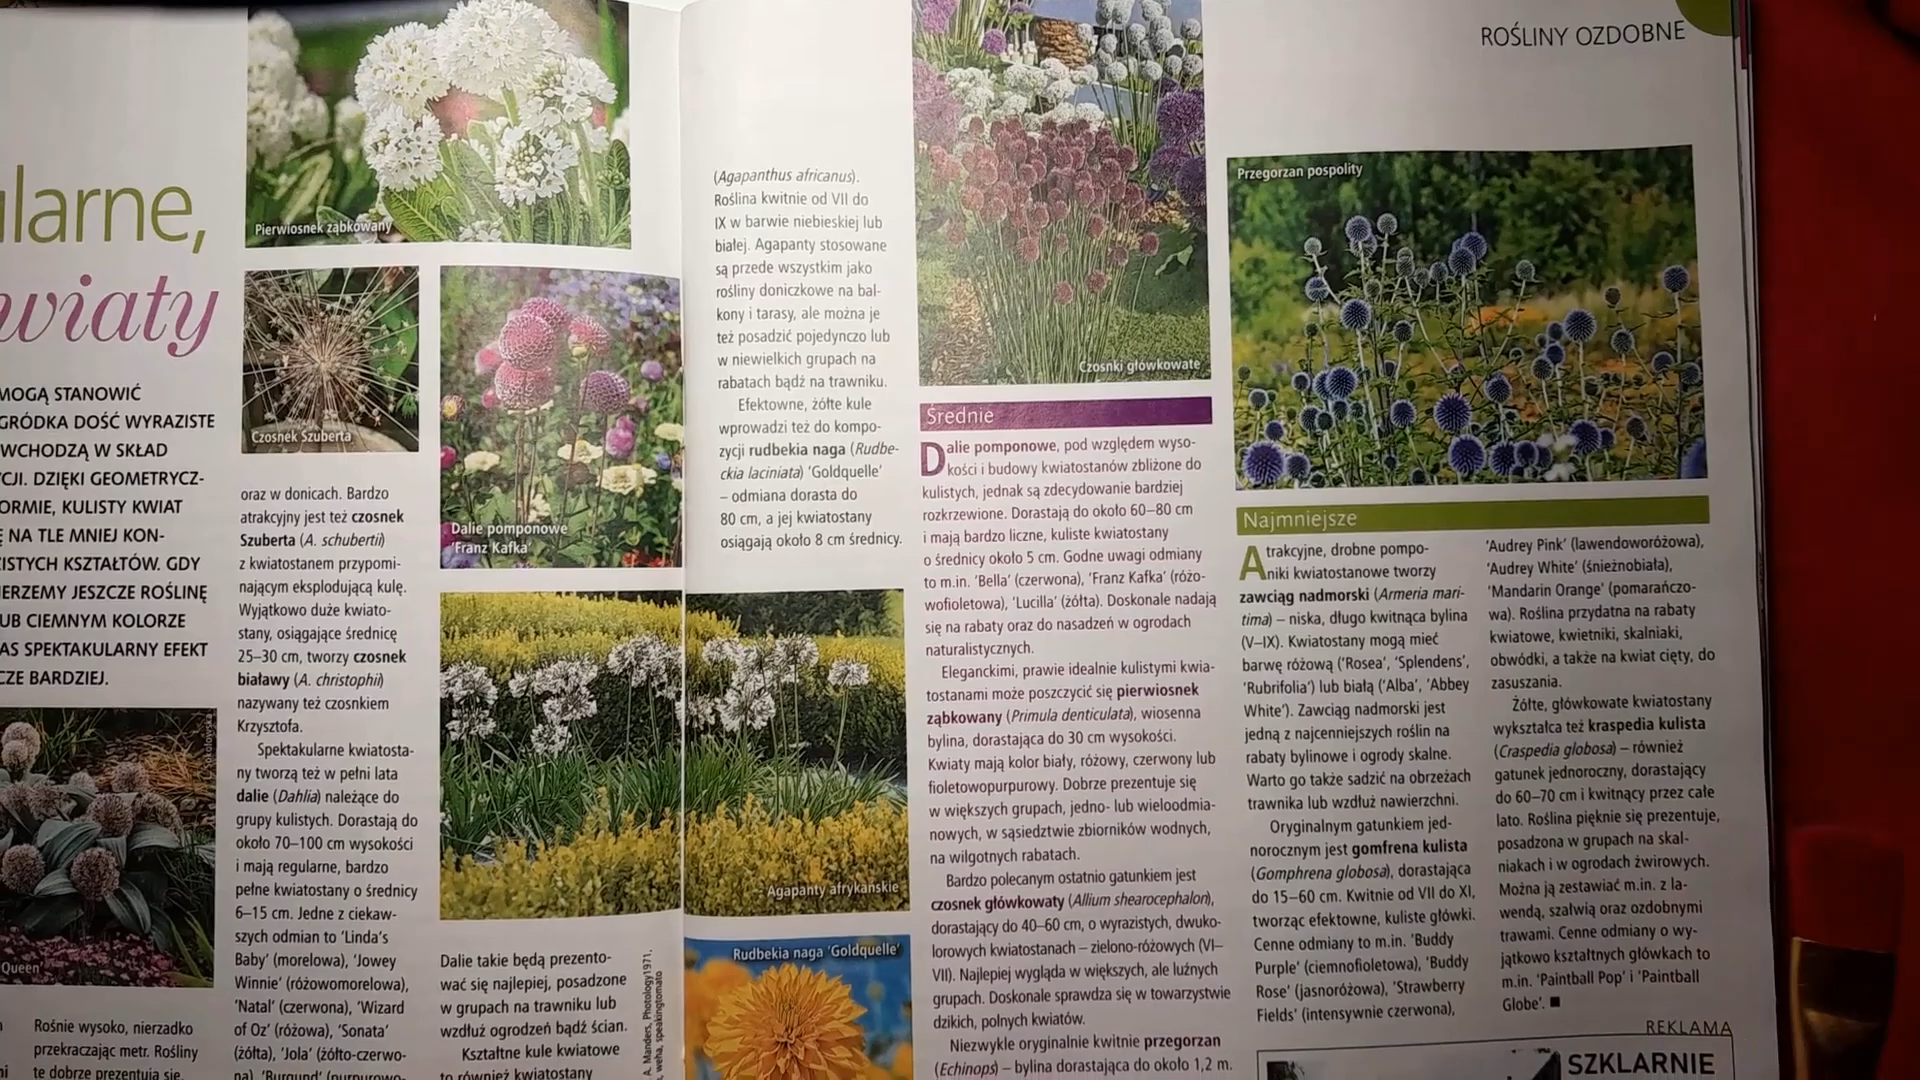 ularne,
wiaty
MOGĄ STANOWIĆ
GRÓDKA DOŚĆ WYRAZISTE
WCHODZĄ W SKŁAD
CJI. DZIĘKI GEOMETRYCZ-
ORMIE, KULISTY KWIAT
Ę NA TLE MNIEJ KON-
ISTYCH KSZTAŁTÓW. GDY
IERZEMY JESZCZE ROŚLINĘ
UB CIEMNYM KOLORZE
AS SPEKTAKULARNY EFEKT
CZE BARDZIEJ.
Queen'
Rośnie wysoko, nierzadko
przekraczając metr. Rośliny
te dobrze prezentują się,
Pierwiosnek ząbkowany
Czosnek Szuberta
oraz w donicach. Bardzo
atrakcyjny jest też czosnek
Szuberta (A. schubertii)
z kwiatostanem przypomi-
nającym eksplodującą kulę.
Wyjątkowo duże kwiato-
stany, osiągające średnicę
25–30 cm, tworzy czosnek
białawy (A. christophii)
nazywany też czosnkiem
Krzysztofa.
Spektakularne kwiatosta-
ny tworzą też w pełni lata
dalie (Dahlia) należące do
grupy kulistych. Dorastają do
około 70–100 cm wysokości
i mają regularne, bardzo
pełne kwiatostany o średnicy
6–15 cm. Jedne z ciekaw-
szych odmian to 'Linda's
Baby' (morelowa), 'Jowey
Winnie' (różowomorelowa),
'Natal' (czerwona), 'Wizard
of Oz' (różowa), 'Sonata'
(żółta), 'Jola' (żółto-czerwo-
na), 'Burgund' (purpurowo-
Dalie pomponowe
'Franz Kafka'
Dalie takie będą prezento-
wać się najlepiej, posadzone
w grupach na trawniku lub
wzdłuż ogrodzeń bądź ścian.
Kształtne kule kwiatowe
to również kwiatostany
A. Manders, Photology1971,
weha, speakingtomato
(Agapanthus africanus).
Roślina kwitnie od VII do
IX w barwie niebieskiej lub
białej. Agapanty stosowane
są przede wszystkim jako
rośliny doniczkowe na bal-
kony i tarasy, ale można je
też posadzić pojedynczo lub
w niewielkich grupach na
rabatach bądź na trawniku.
Efektowne, żółte kule
wprowadzi też do kompo-
zycji rudbekia naga (Rudbe-
ckia laciniata) 'Goldquelle'
– odmiana dorasta do
80 cm, a jej kwiatostany
osiągają około 8 cm średnicy.
Agapanty afrykańskie
Rudbekia naga 'Goldquelle'
Czosnki główkowate
Średnie
Dalie pomponowe, pod względem wyso-
kości i budowy kwiatostanów zbliżone do
kulistych, jednak są zdecydowanie bardziej
rozkrzewione. Dorastają do około 60–80 cm
i mają bardzo liczne, kuliste kwiatostany
o średnicy około 5 cm. Godne uwagi odmiany
to m.in. 'Bella' (czerwona), 'Franz Kafka' (różo-
wofioletowa), 'Lucilla' (żółta). Doskonale nadają
się na rabaty oraz do nasadzeń w ogrodach
naturalistycznych.
Eleganckimi, prawie idealnie kulistymi kwia-
tostanami może poszczycić się pierwiosnek
ząbkowany (Primula denticulata), wiosenna
bylina, dorastająca do 30 cm wysokości.
Kwiaty mają kolor biały, różowy, czerwony lub
fioletowopurpurowy. Dobrze prezentuje się
w większych grupach, jedno- lub wieloodmia-
nowych, w sąsiedztwie zbiorników wodnych,
na wilgotnych rabatach.
Bardzo polecanym ostatnio gatunkiem jest
czosnek główkowaty (Allium shearocephalon),
dorastający do 40–60 cm, o wyrazistych, dwuko-
lorowych kwiatostanach – zielono-różowych (VI–
VII). Najlepiej wygląda w większych, ale luźnych
grupach. Doskonale sprawdza się w towarzystwie
dzikich, polnych kwiatów.
Niezwykle oryginalnie kwitnie przegorzan
(Echinops) – bylina dorastająca do około 1,2 m.
ROŚLINY OZDOBNE
Przegorzan pospolity
Najmniejsze
Atrakcyjne, drobne pompo-
niki kwiatostanowe tworzy
zawciąg nadmorski (Armeria mari-
tima) – niska, długo kwitnąca bylina
(V–IX). Kwiatostany mogą mieć
barwę różową ('Rosea', 'Splendens',
'Rubrifolia') lub białą ('Alba', 'Abbey
White'). Zawciąg nadmorski jest
jedną z najcenniejszych roślin na
rabaty bylinowe i ogrody skalne.
Warto go także sadzić na obrzeżach
trawnika lub wzdłuż nawierzchni.
Oryginalnym gatunkiem jed-
norocznym jest gomfrena kulista
(Gomphrena globosa), dorastająca
do 15–60 cm. Kwitnie od VII do XI,
tworząc efektowne, kuliste główki.
Cenne odmiany to m.in. 'Buddy
Purple' (ciemnofioletowa), 'Buddy
Rose' (jasnoróżowa), 'Strawberry
Fields' (intensywnie czerwona),
'Audrey Pink' (lawendoworóżowa),
'Audrey White' (śnieżnobiała),
'Mandarin Orange' (pomarańczo-
wa). Roślina przydatna na rabaty
kwiatowe, kwietniki, skalniaki,
obwódki, a także na kwiat cięty, do
zasuszania.
Żółte, główkowate kwiatostany
wykształca też kraspedia kulista
(Craspedia globosa) – również
gatunek jednoroczny, dorastający
do 60–70 cm i kwitnący przez całe
lato. Roślina pięknie się prezentuje,
posadzona w grupach na skal-
niakach i w ogrodach żwirowych.
Można ją zestawiać m.in. z la-
wendą, szałwią oraz ozdobnymi
trawami. Cenne odmiany o wy-
jątkowo kształtnych główkach to
m.in. 'Paintball Pop' i 'Paintball
Globe'. ■
REKLAMA
SZKLARNIE